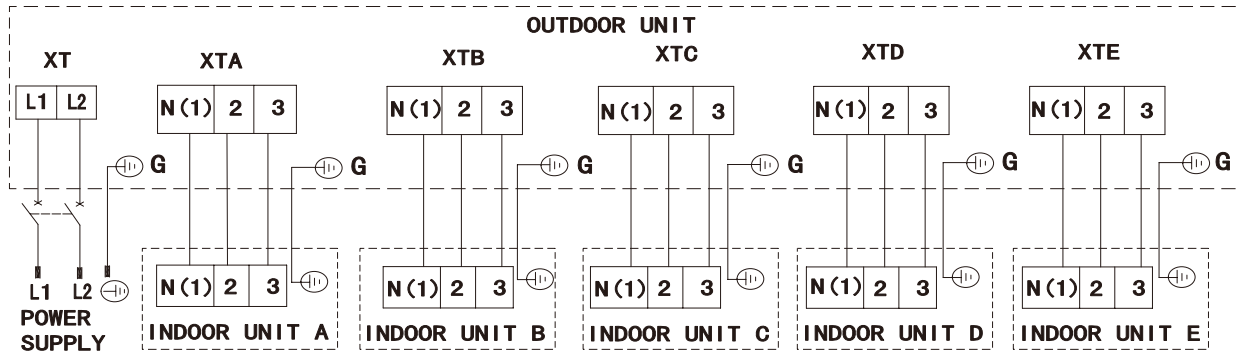 OUTDOOR UNIT
XT XTA XTB XTC XTD XTE
L1 L2 N(1) 2 3 N(1) 2 3 N(1) 2 3 N(1) 2 3 N(1) 2 3
G G G G G G
L1 L2 N(1) 2 3 N(1) 2 3 N(1) 2 3 N(1) 2 3 N(1) 2 3
POWER
SUPPLY
INDOOR UNIT A INDOOR UNIT B INDOOR UNIT C INDOOR UNIT D INDOOR UNIT E